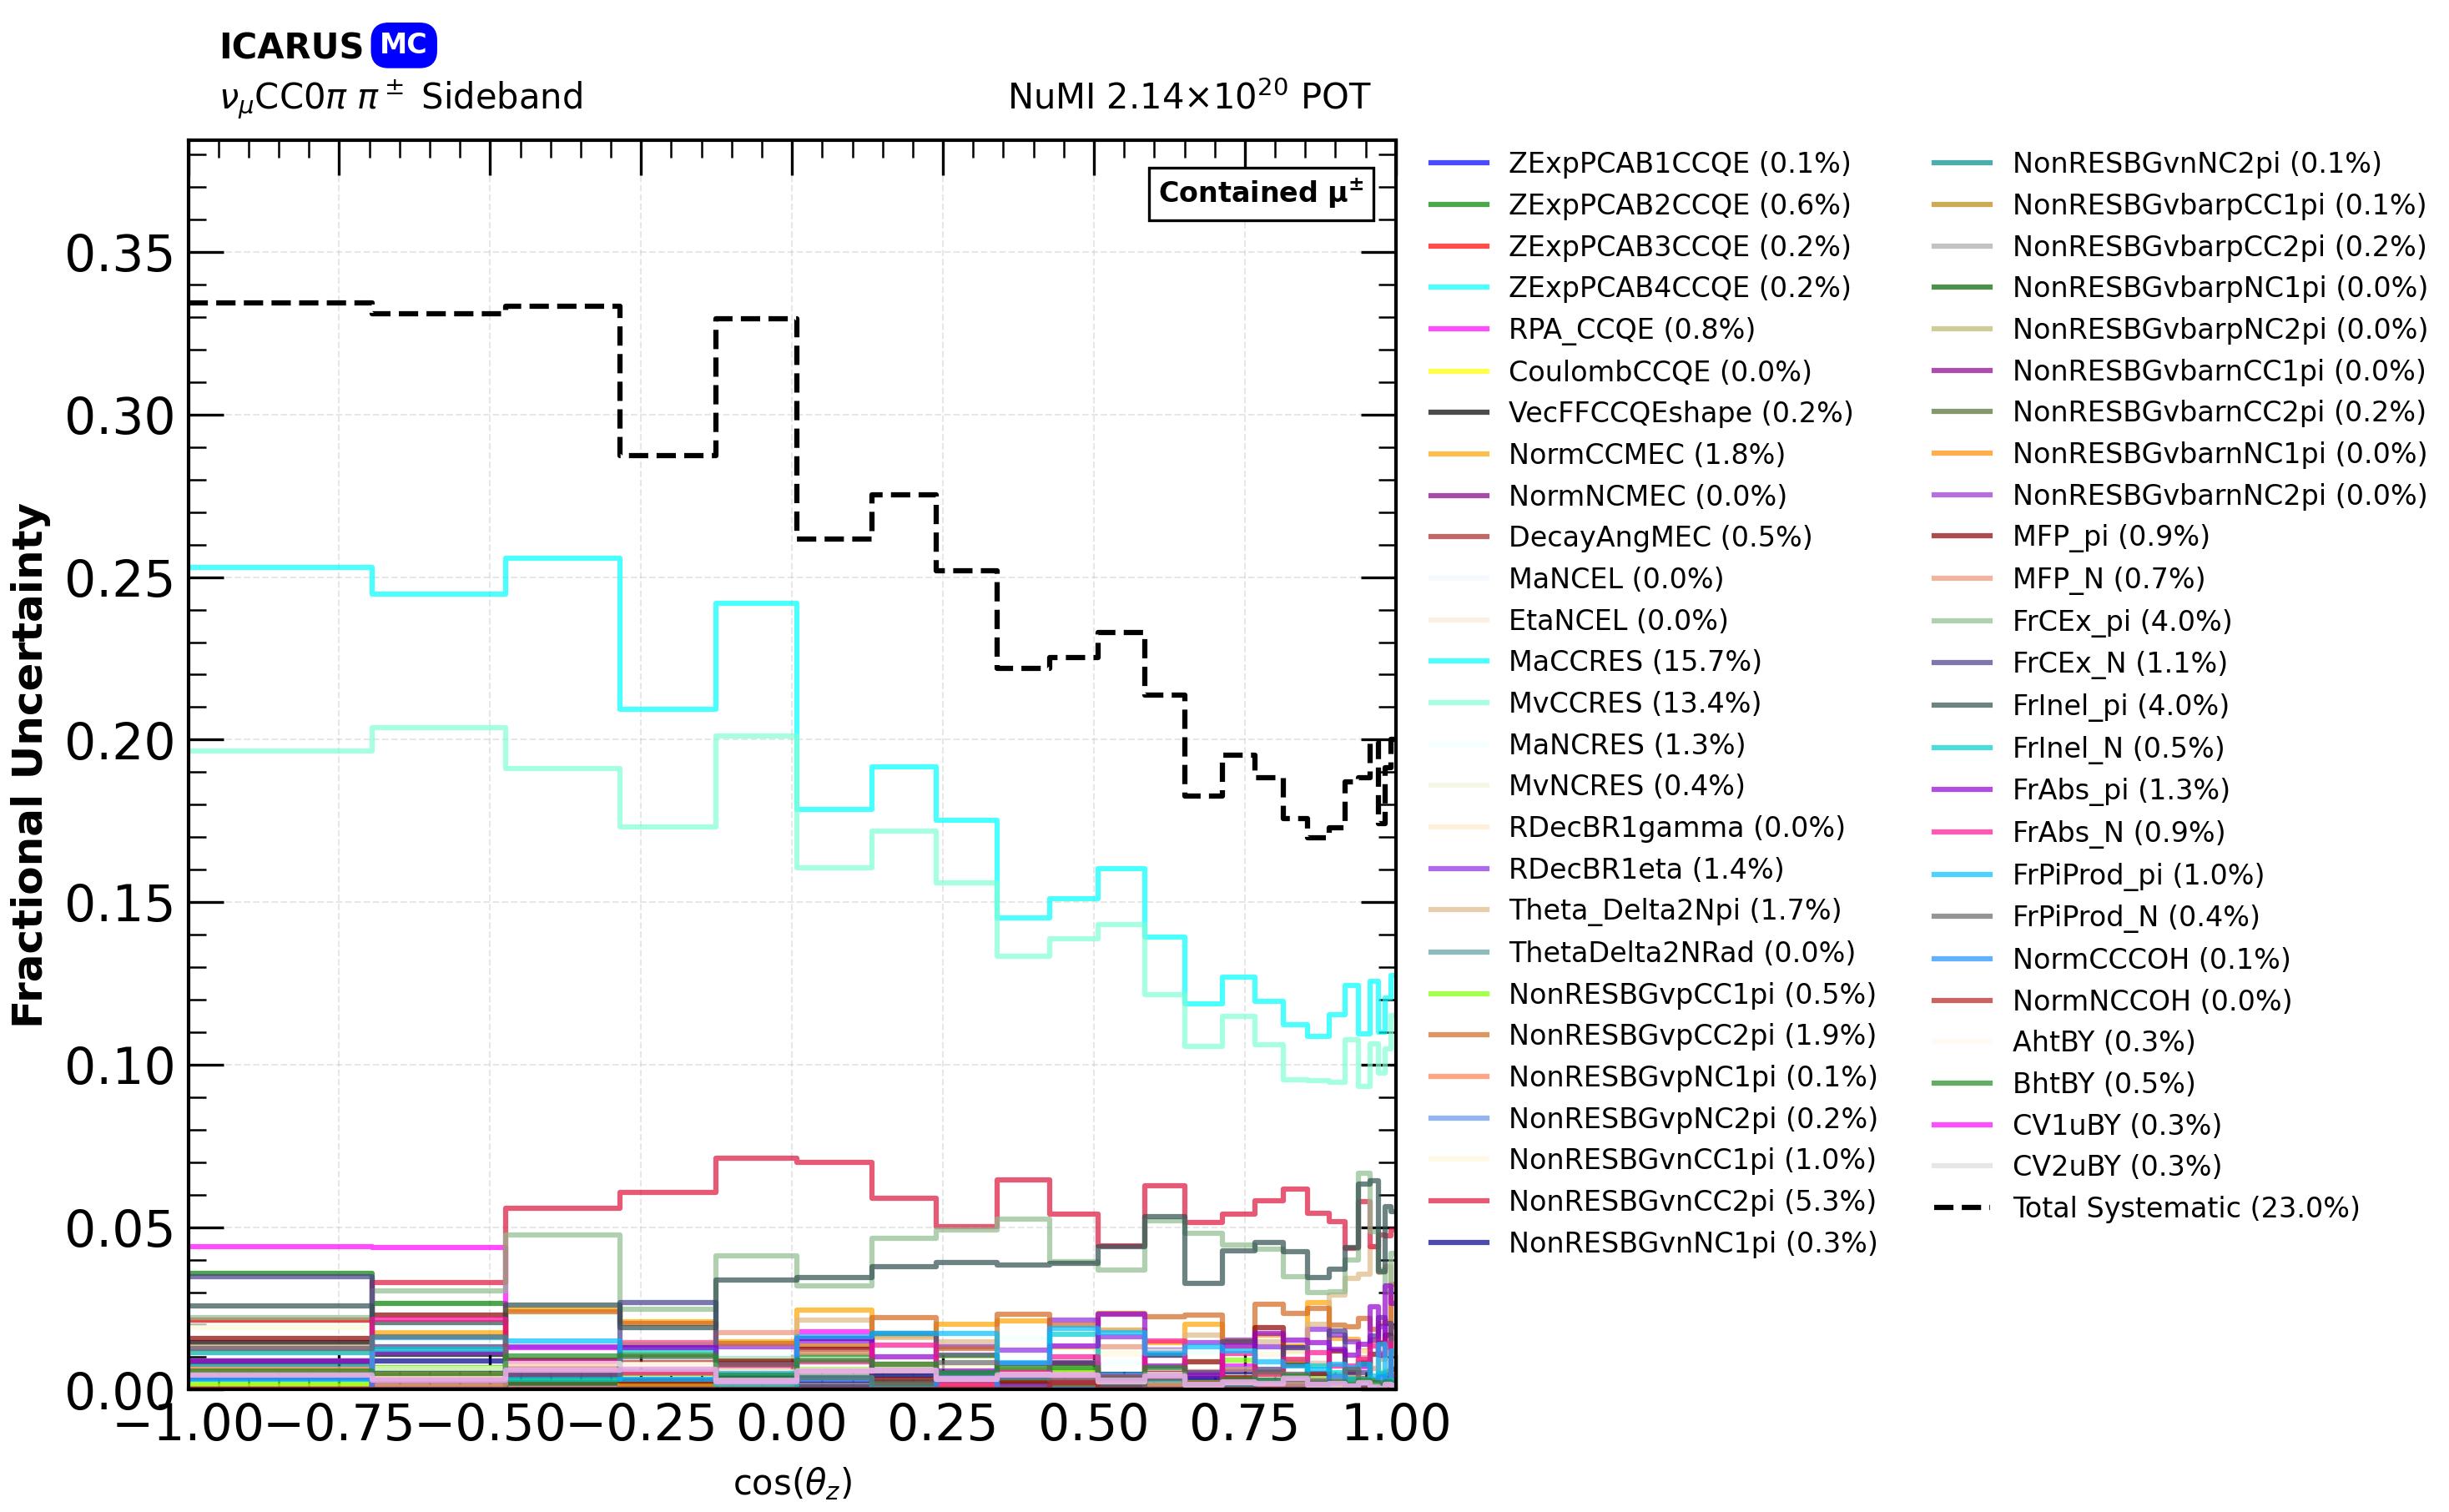 ICARUS MC
νμCC0π π± Sideband
NuMI 2.14×10²⁰ POT
Contained μ±
Fractional Uncertainty
0.35
0.30
0.25
0.20
0.15
0.10
0.05
0.00
−1.00 −0.75 −0.50 −0.25 0.00 0.25 0.50 0.75 1.00
cos(θz)
ZExpPCAB1CCQE (0.1%)
ZExpPCAB2CCQE (0.6%)
ZExpPCAB3CCQE (0.2%)
ZExpPCAB4CCQE (0.2%)
RPA_CCQE (0.8%)
CoulombCCQE (0.0%)
VecFFCCQEshape (0.2%)
NormCCMEC (1.8%)
NormNCMEC (0.0%)
DecayAngMEC (0.5%)
MaNCEL (0.0%)
EtaNCEL (0.0%)
MaCCRES (15.7%)
MvCCRES (13.4%)
MaNCRES (1.3%)
MvNCRES (0.4%)
RDecBR1gamma (0.0%)
RDecBR1eta (1.4%)
Theta_Delta2Npi (1.7%)
ThetaDelta2NRad (0.0%)
NonRESBGvpCC1pi (0.5%)
NonRESBGvpCC2pi (1.9%)
NonRESBGvpNC1pi (0.1%)
NonRESBGvpNC2pi (0.2%)
NonRESBGvnCC1pi (1.0%)
NonRESBGvnCC2pi (5.3%)
NonRESBGvnNC1pi (0.3%)
NonRESBGvnNC2pi (0.1%)
NonRESBGvbarpCC1pi (0.1%)
NonRESBGvbarpCC2pi (0.2%)
NonRESBGvbarpNC1pi (0.0%)
NonRESBGvbarpNC2pi (0.0%)
NonRESBGvbarnCC1pi (0.0%)
NonRESBGvbarnCC2pi (0.2%)
NonRESBGvbarnNC1pi (0.0%)
NonRESBGvbarnNC2pi (0.0%)
MFP_pi (0.9%)
MFP_N (0.7%)
FrCEx_pi (4.0%)
FrCEx_N (1.1%)
FrInel_pi (4.0%)
FrInel_N (0.5%)
FrAbs_pi (1.3%)
FrAbs_N (0.9%)
FrPiProd_pi (1.0%)
FrPiProd_N (0.4%)
NormCCCOH (0.1%)
NormNCCOH (0.0%)
AhtBY (0.3%)
BhtBY (0.5%)
CV1uBY (0.3%)
CV2uBY (0.3%)
Total Systematic (23.0%)